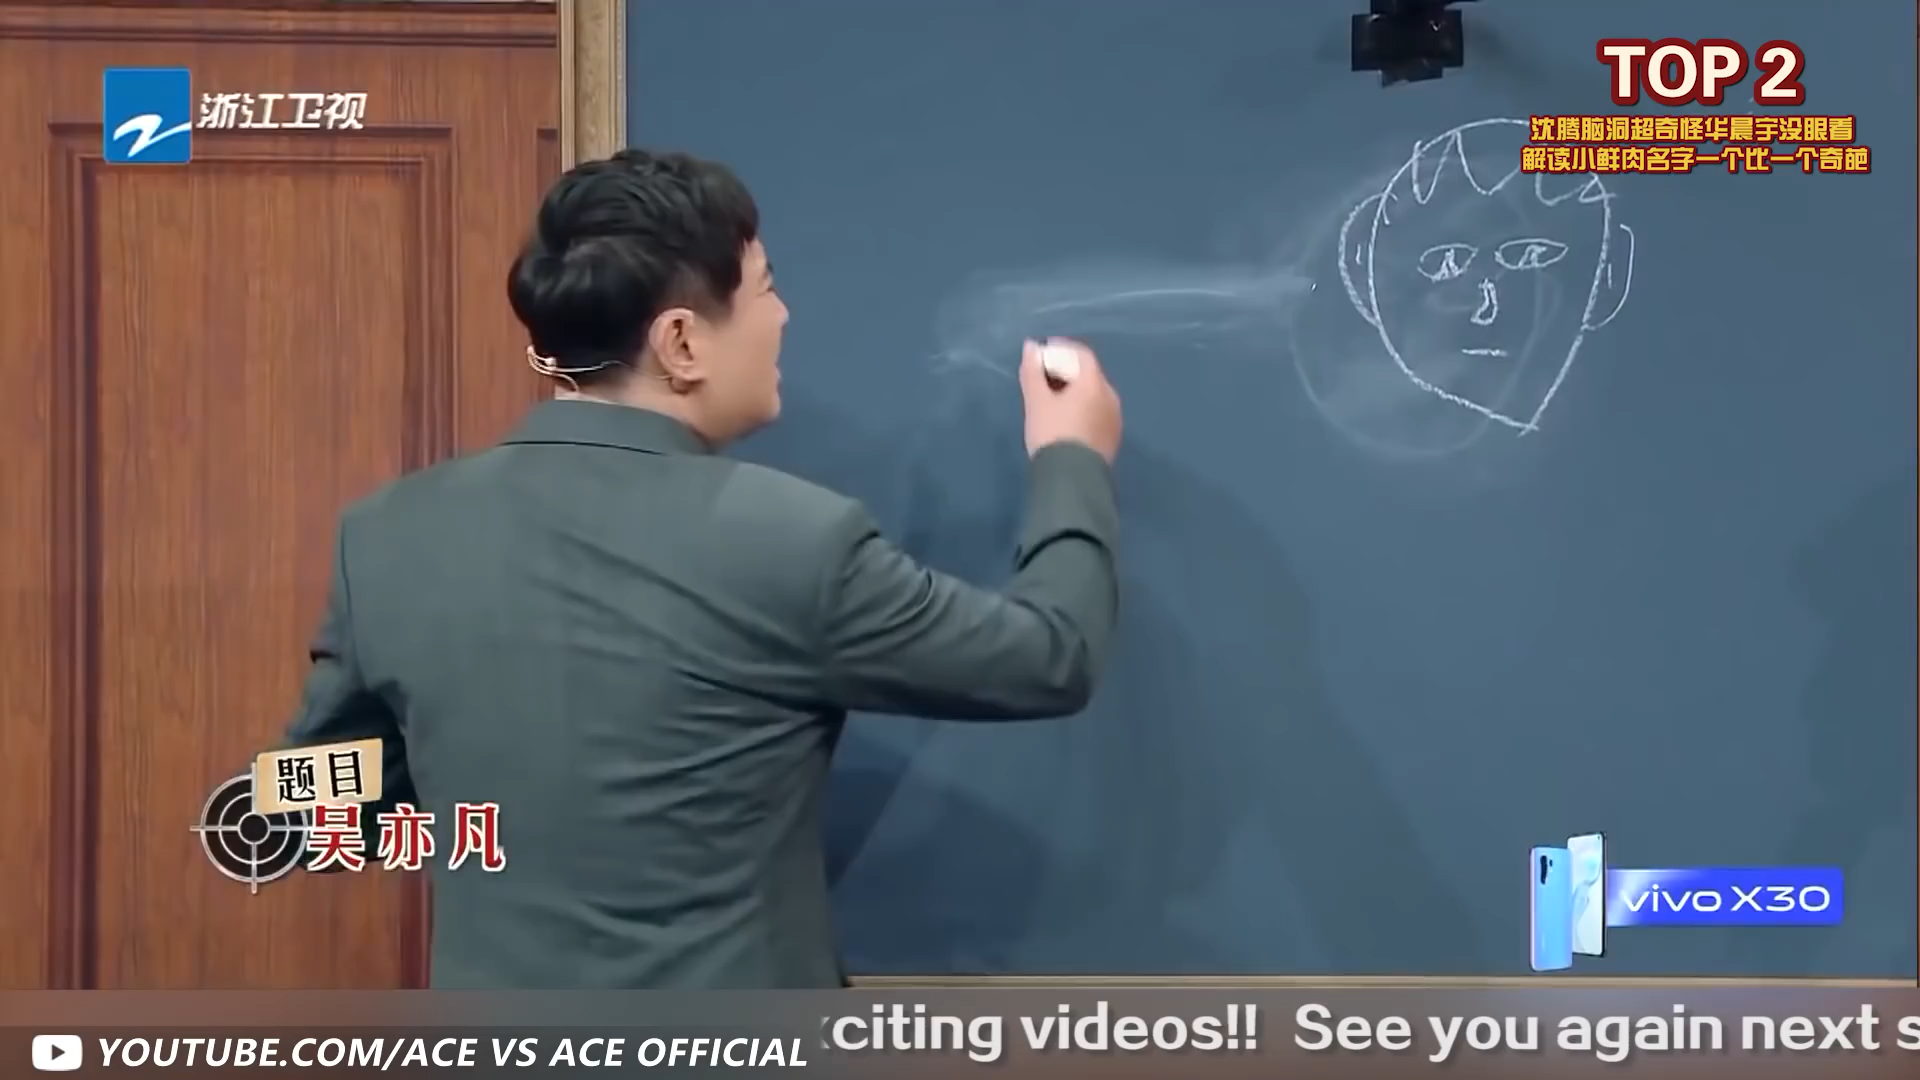 TOP 2
沈腾脑洞超奇怪华晨宇没眼看
解读小鲜肉名字一个比一个奇葩
浙江卫视
题目
吴亦凡
vivo X30
xciting videos!! See you again next s
YOUTUBE.COM/ACE VS ACE OFFICIAL